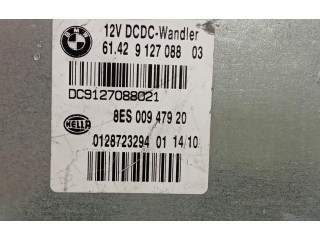 BMW
12V DCDC-Wandler
61.42 9 127 088 03
DC9127088021
HELLA
8ES 009 479 20
0128723294 01 14/10